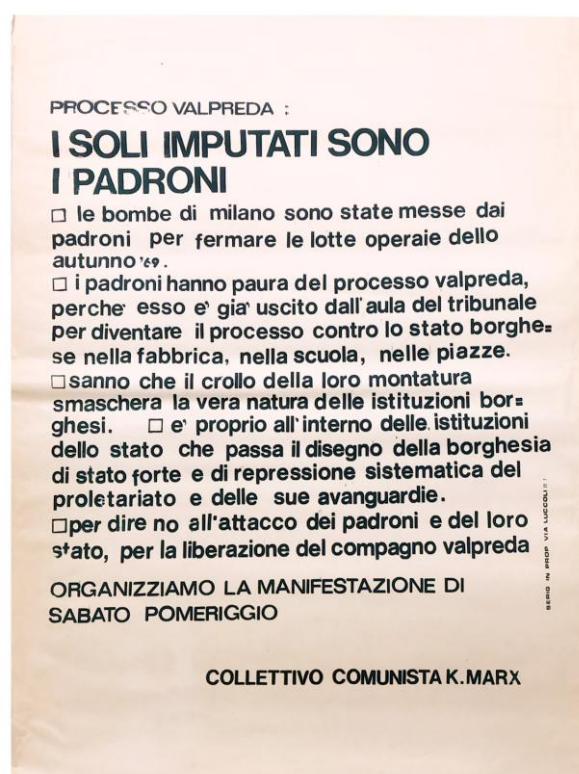 PROCESSO VALPREDA :
I SOLI IMPUTATI SONO
I PADRONI
□ le bombe di milano sono state messe dai
padroni per fermare le lotte operaie dello
autunno '69.
□ i padroni hanno paura del processo valpreda,
perche' esso e' gia' uscito dall'aula del tribunale
per diventare il processo contro lo stato borghe=
se nella fabbrica, nella scuola, nelle piazze.
□ sanno che il crollo della loro montatura
smaschera la vera natura delle istituzioni bor=
ghesi. □ e' proprio all'interno delle istituzioni
dello stato che passa il disegno della borghesia
di stato forte e di repressione sistematica del
proletariato e delle sue avanguardie.
□ per dire no all'attacco dei padroni e del loro
stato, per la liberazione del compagno valpreda
ORGANIZZIAMO LA MANIFESTAZIONE DI
SABATO POMERIGGIO
COLLETTIVO COMUNISTA K.MARX
SERIG IN PROP VIA LUCCOLI